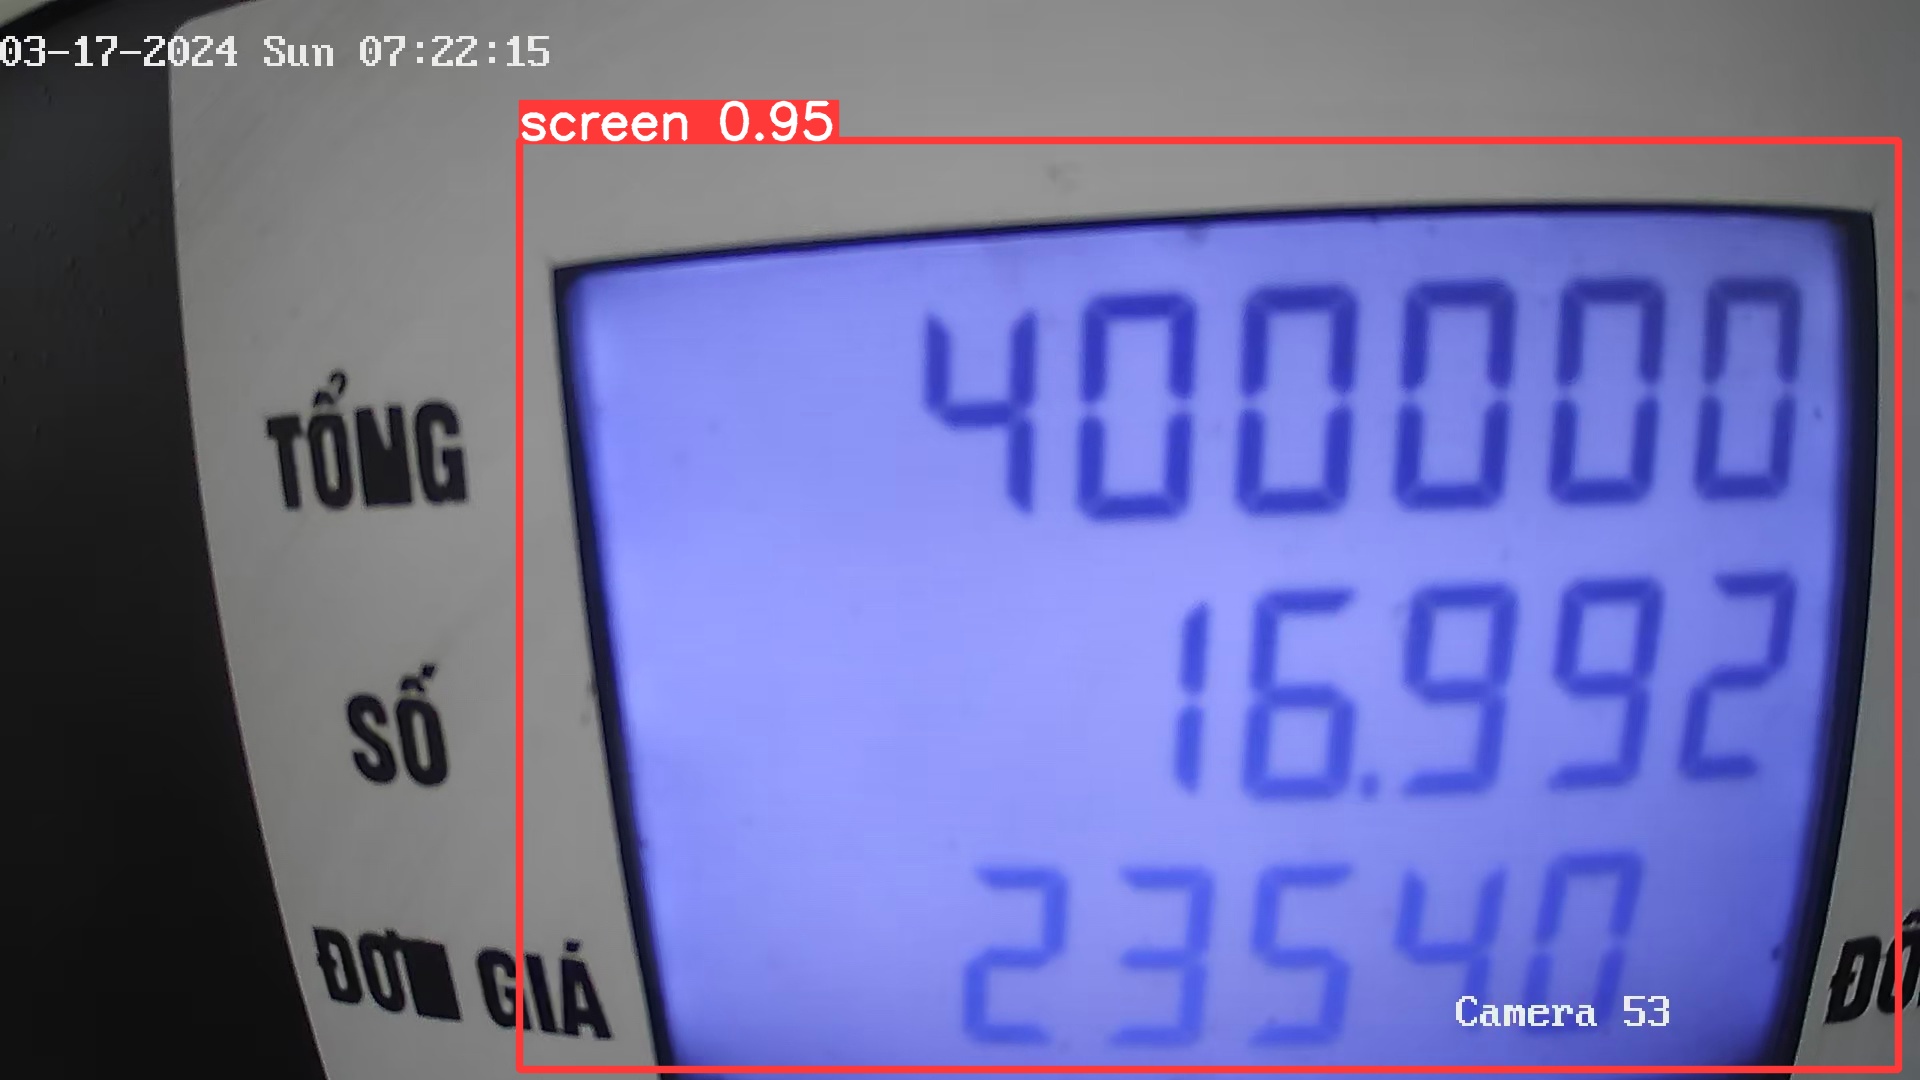 03-17-2024 Sun 07:22:15
screen 0.95
TỔNG 400000
SỐ 16.992
ĐƠN GIÁ 23540
Camera 53